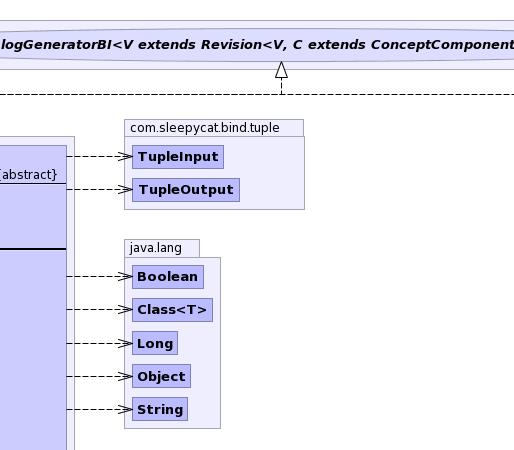 logGeneratorBI<V extends Revision<V, C extends ConceptComponent
com.sleepycat.bind.tuple
TupleInput
{abstract}
TupleOutput
java.lang
Boolean
Class<T>
Long
Object
String